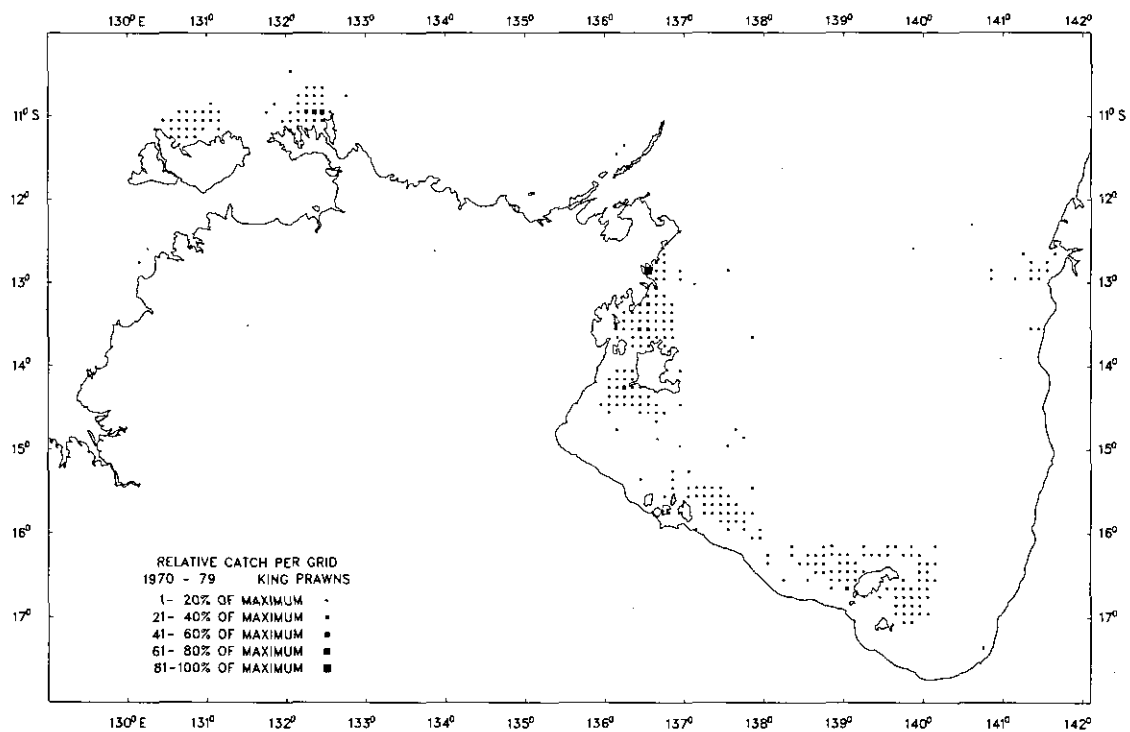 130° E 131° 132° 133° 134° 135° 136° 137° 138° 139° 140° 141° 142°
11° S 11° S
12° 12°
13° 13°
14° 14°
15° 15°
16° 16°
17° 17°
RELATIVE CATCH PER GRID
1970 - 79 KING PRAWNS
1- 20% OF MAXIMUM
21- 40% OF MAXIMUM
41- 60% OF MAXIMUM
61- 80% OF MAXIMUM
81-100% OF MAXIMUM
130° E 131° 132° 133° 134° 135° 136° 137° 138° 139° 140° 141° 142°